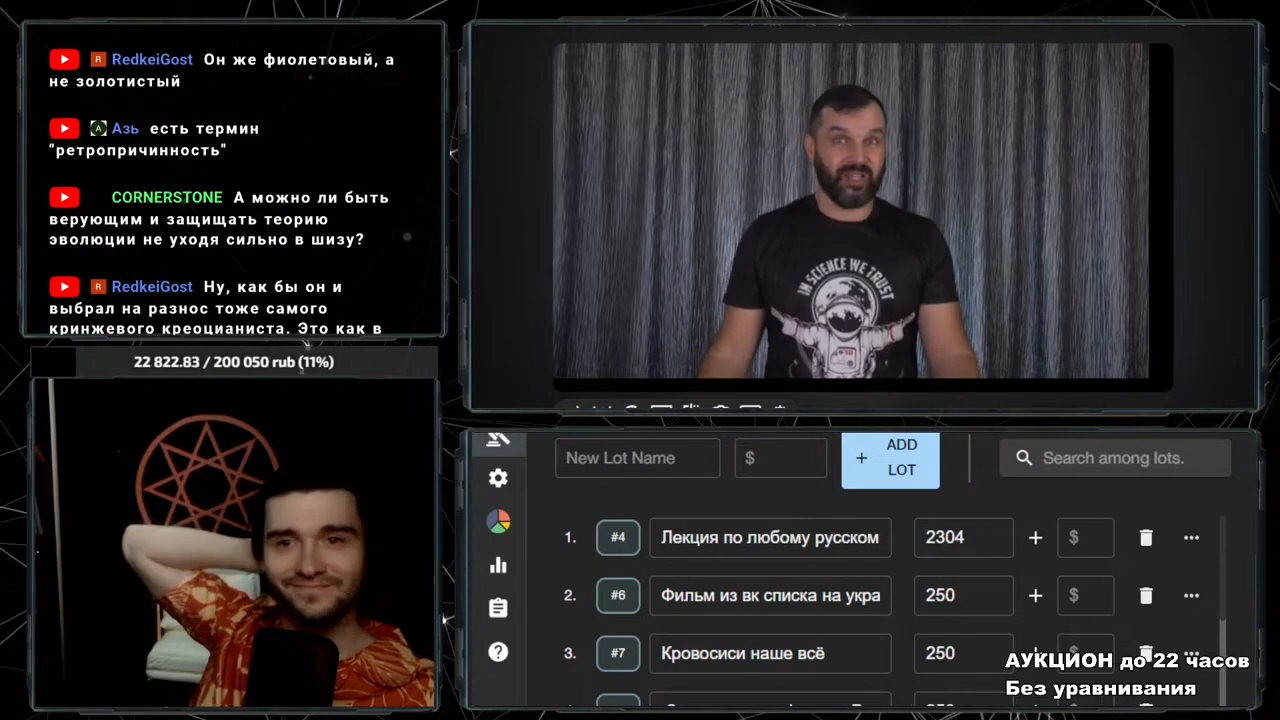 RedkeiGost Он же фиолетовый, а
не золотистый
Азь есть термин
"ретропричинность"
CORNERSTONE А можно ли быть
верующим и защищать теорию
эволюции не уходя сильно в шизу?
R RedkeiGost Ну, как бы он и
выбрал на разнос тоже самого
кринжевого креоцианиста. Это как в
22 822.83 / 200 050 rub (11%)
IN SCIENCE WE TRUST
New Lot Name $ + ADD LOT Search among lots.
1. #4 Лекция по любому русском 2304 + $
2. #6 Фильм из вк списка на укра 250 + $
3. #7 Кровосиси наше всё 250 $
АУКЦИОН до 22 часов
Без уравнивания